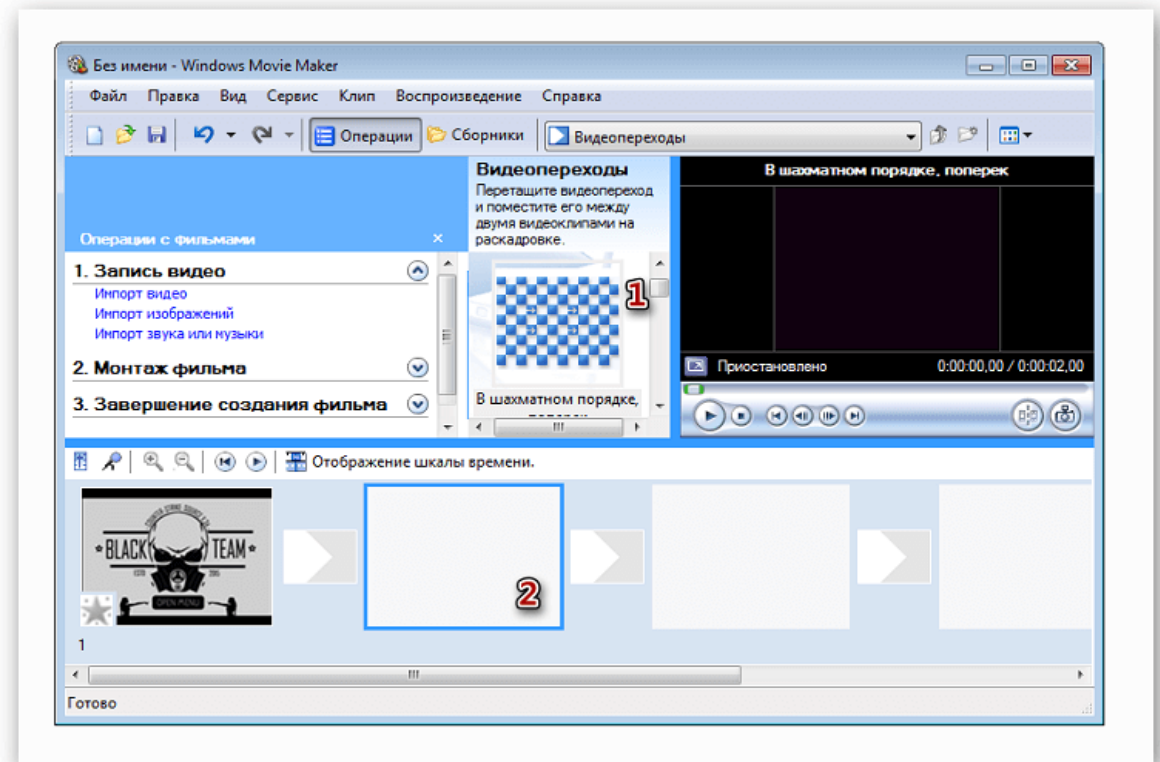 Без имени - Windows Movie Maker
Файл Правка Вид Сервис Клип Воспроизведение Справка
Операции Сборники Видеопереходы
Операции с фильмами
1. Запись видео
Импорт видео
Импорт изображений
Импорт звука или музыки
2. Монтаж фильма
3. Завершение создания фильма
Видеопереходы
Перетащите видеопереход
и поместите его между
двумя видеоклипами на
раскадровке.
1
В шахматном порядке,
В шахматном порядке, поперек
Приостановлено 0:00:00,00 / 0:00:02,00
Отображение шкалы времени.
BLACK TEAM
OPEN MENU
2
1
Готово